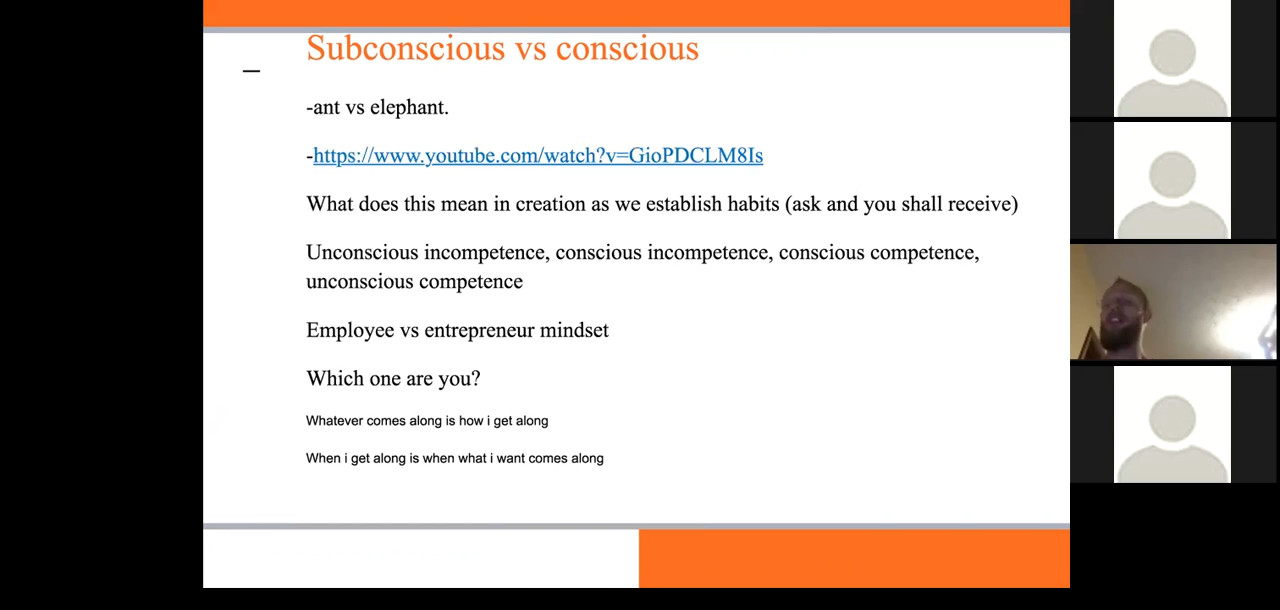 Subconscious vs conscious
-ant vs elephant.
-https://www.youtube.com/watch?v=GioPDCLM8Is
What does this mean in creation as we establish habits (ask and you shall receive)
Unconscious incompetence, conscious incompetence, conscious competence,
unconscious competence
Employee vs entrepreneur mindset
Which one are you?
Whatever comes along is how i get along
When i get along is when what i want comes along